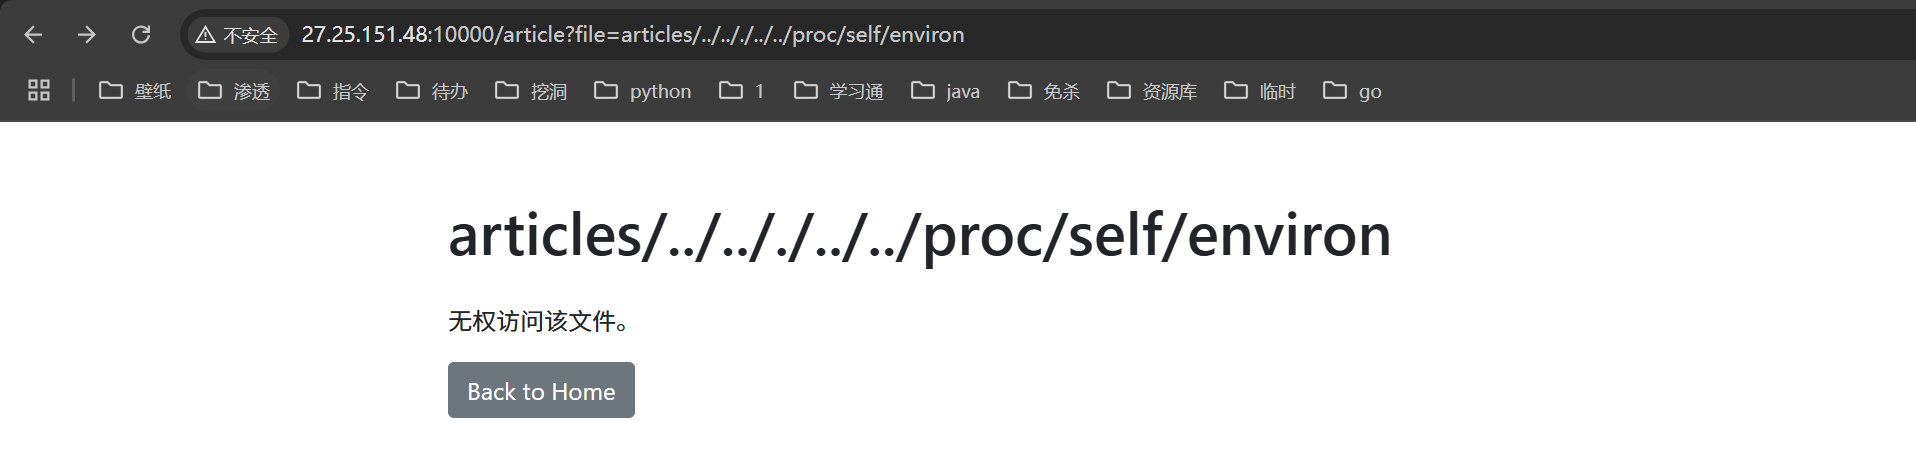 不安全 27.25.151.48:10000/article?file=articles/../.././../../proc/self/environ
壁纸 渗透 指令 待办 挖洞 python 1 学习通 java 免杀 资源库 临时 go
articles/../.././../../proc/self/environ
无权访问该文件。
Back to Home